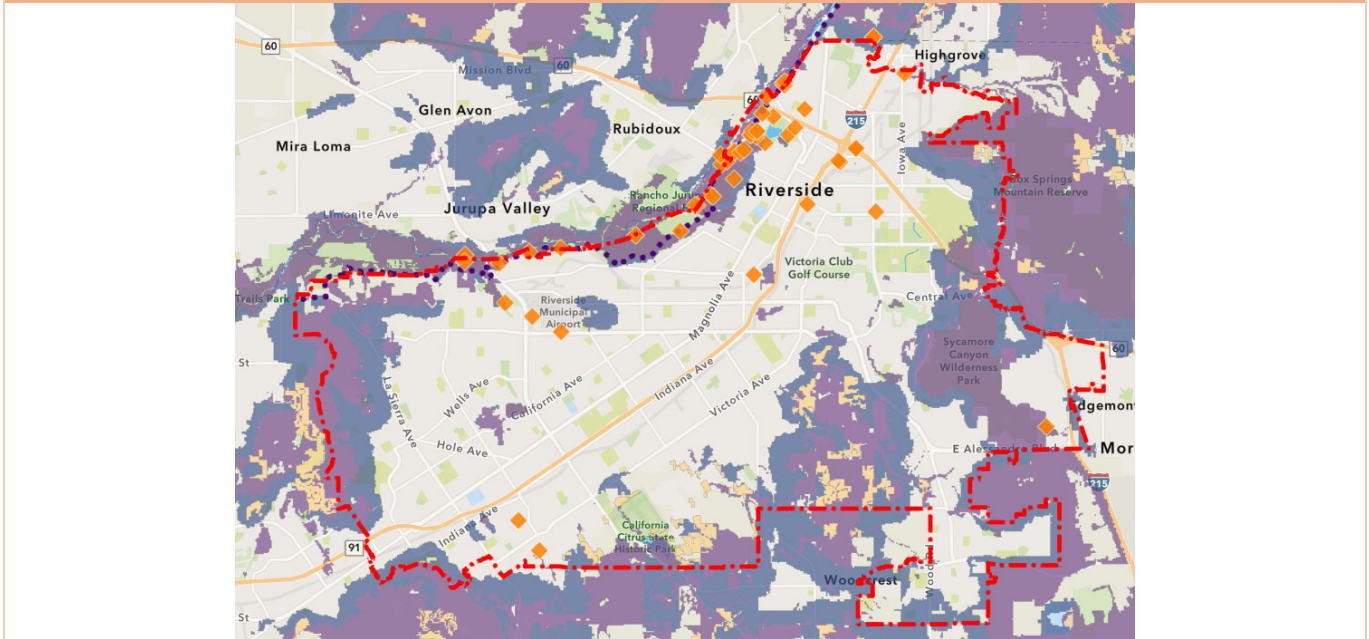 60
Highgrove
Mission Blvd
60
Glen Avon
60
215
Rubidoux
Mira Loma
Iowa Ave
Box Springs
Mountain Reserve
Riverside
Rancho Jurupa
Regional
Jurupa Valley
Limonite Ave
Victoria Club
Golf Course
Trails Park
Central Ave
Riverside
Municipal
Airport
Magnolia Ave
Sycamore
Canyon
Wilderness
Park
60
St
La Sierra Ave
Wells Ave
California Ave
Indiana Ave
Victoria Ave
dgemont
Hole Ave
E Alessandro Blvd
Mor
215
Indiana Ave
California
Citrus State
Historic Park
91
Woodcrest
Wood Rd
St